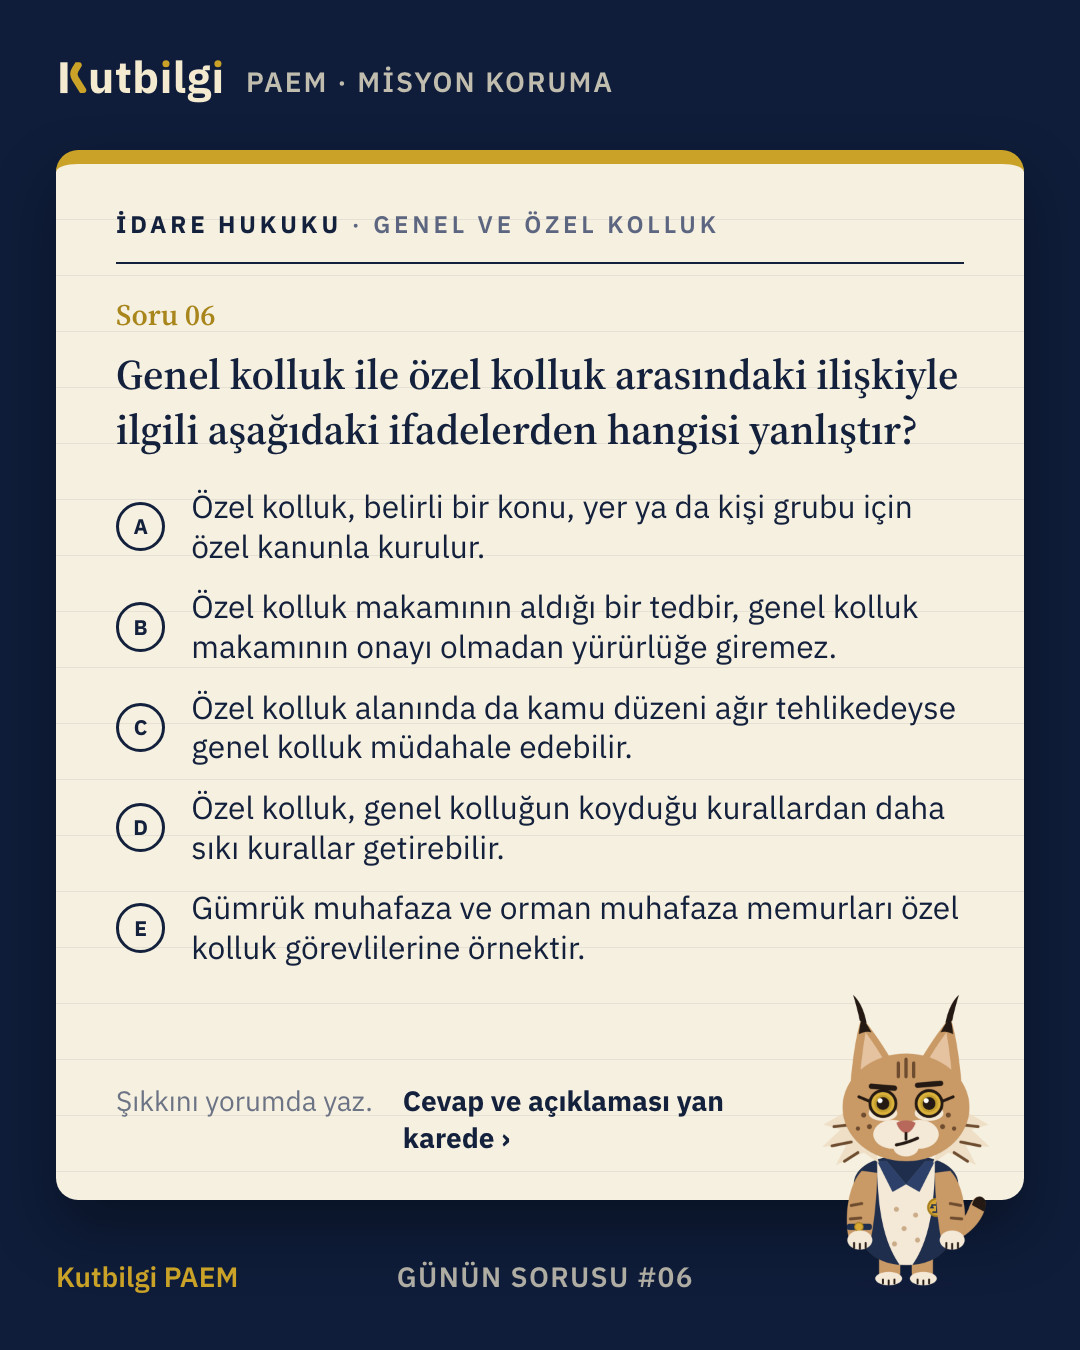 Kutbilgi PAEM · MİSYON KORUMA
İDARE HUKUKU · GENEL VE ÖZEL KOLLUK
Soru 06
Genel kolluk ile özel kolluk arasındaki ilişkiyle
ilgili aşağıdaki ifadelerden hangisi yanlıştır?
A Özel kolluk, belirli bir konu, yer ya da kişi grubu için
özel kanunla kurulur.
B Özel kolluk makamının aldığı bir tedbir, genel kolluk
makamının onayı olmadan yürürlüğe giremez.
C Özel kolluk alanında da kamu düzeni ağır tehlikedeyse
genel kolluk müdahale edebilir.
D Özel kolluk, genel kolluğun koyduğu kurallardan daha
sıkı kurallar getirebilir.
E Gümrük muhafaza ve orman muhafaza memurları özel
kolluk görevlilerine örnektir.
Şıkkını yorumda yaz. Cevap ve açıklaması yan
karede ›
Kutbilgi PAEM GÜNÜN SORUSU #06